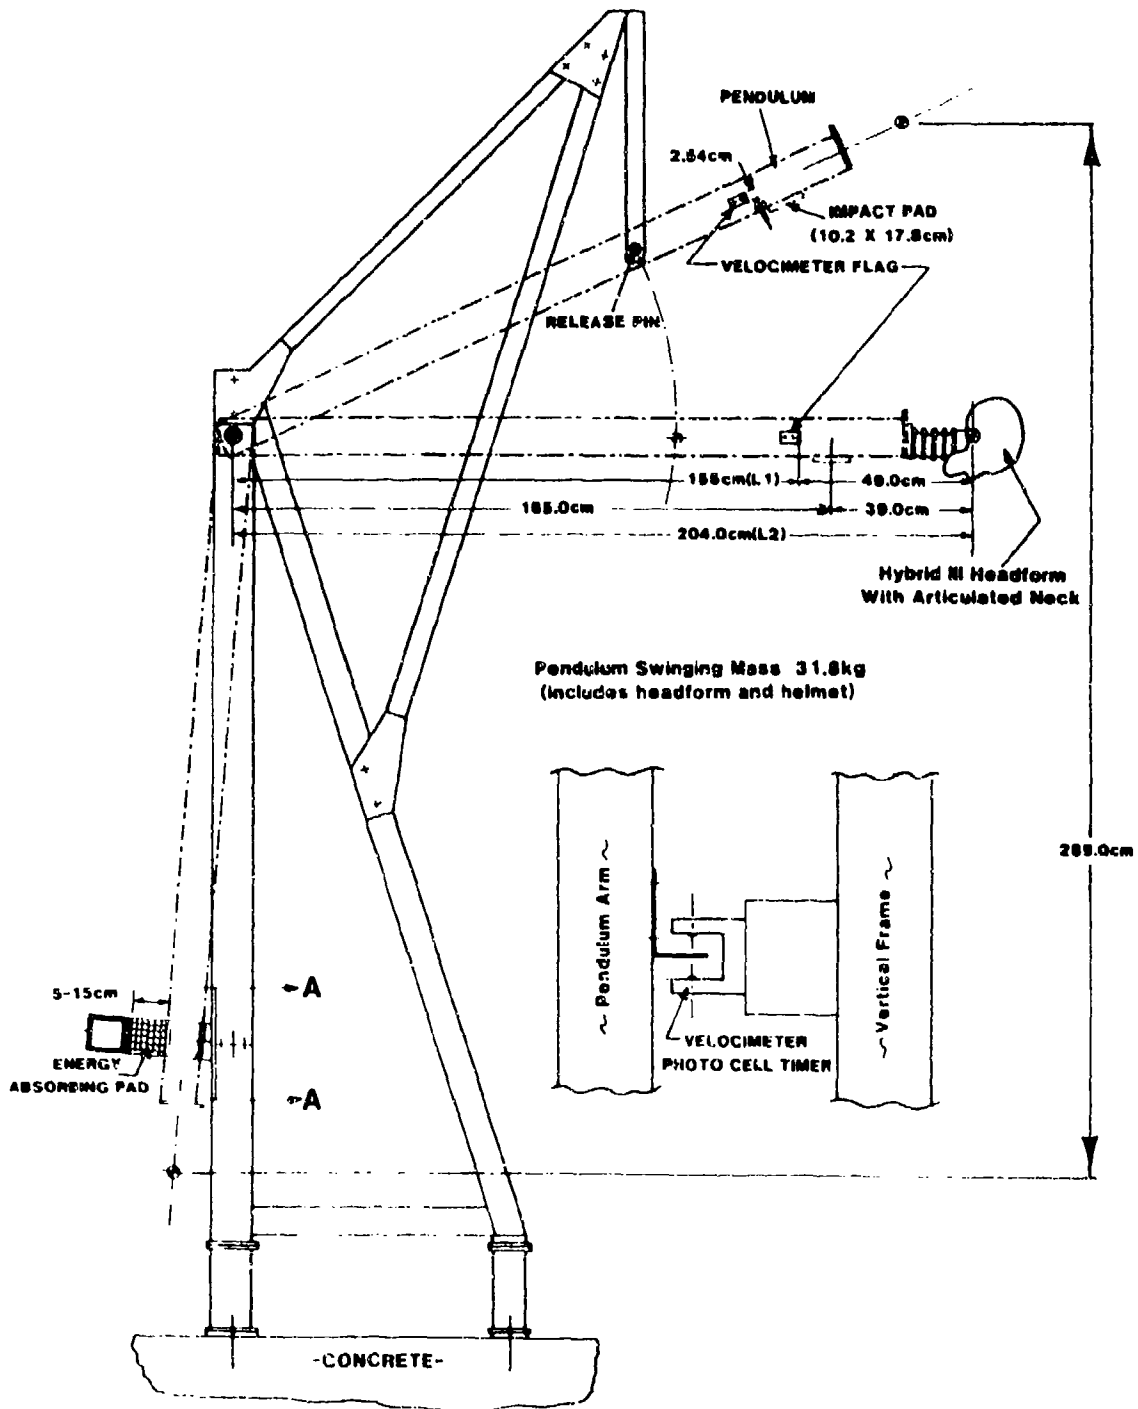 PENDULUM
2.54cm
IMPACT PAD
(10.2 X 17.8cm)
VELOCIMETER FLAG
RELEASE PIN
155cm(L1)
49.0cm
165.0cm
39.0cm
204.0cm(L2)
Hybrid III Headform
With Articulated Neck
Pendulum Swinging Mass 31.8kg
(includes headform and helmet)
289.0cm
~ Pendulum Arm ~
~ Vertical Frame ~
VELOCIMETER
PHOTO CELL TIMER
5-15cm
A
ENERGY
ABSORBING PAD
A
-CONCRETE-